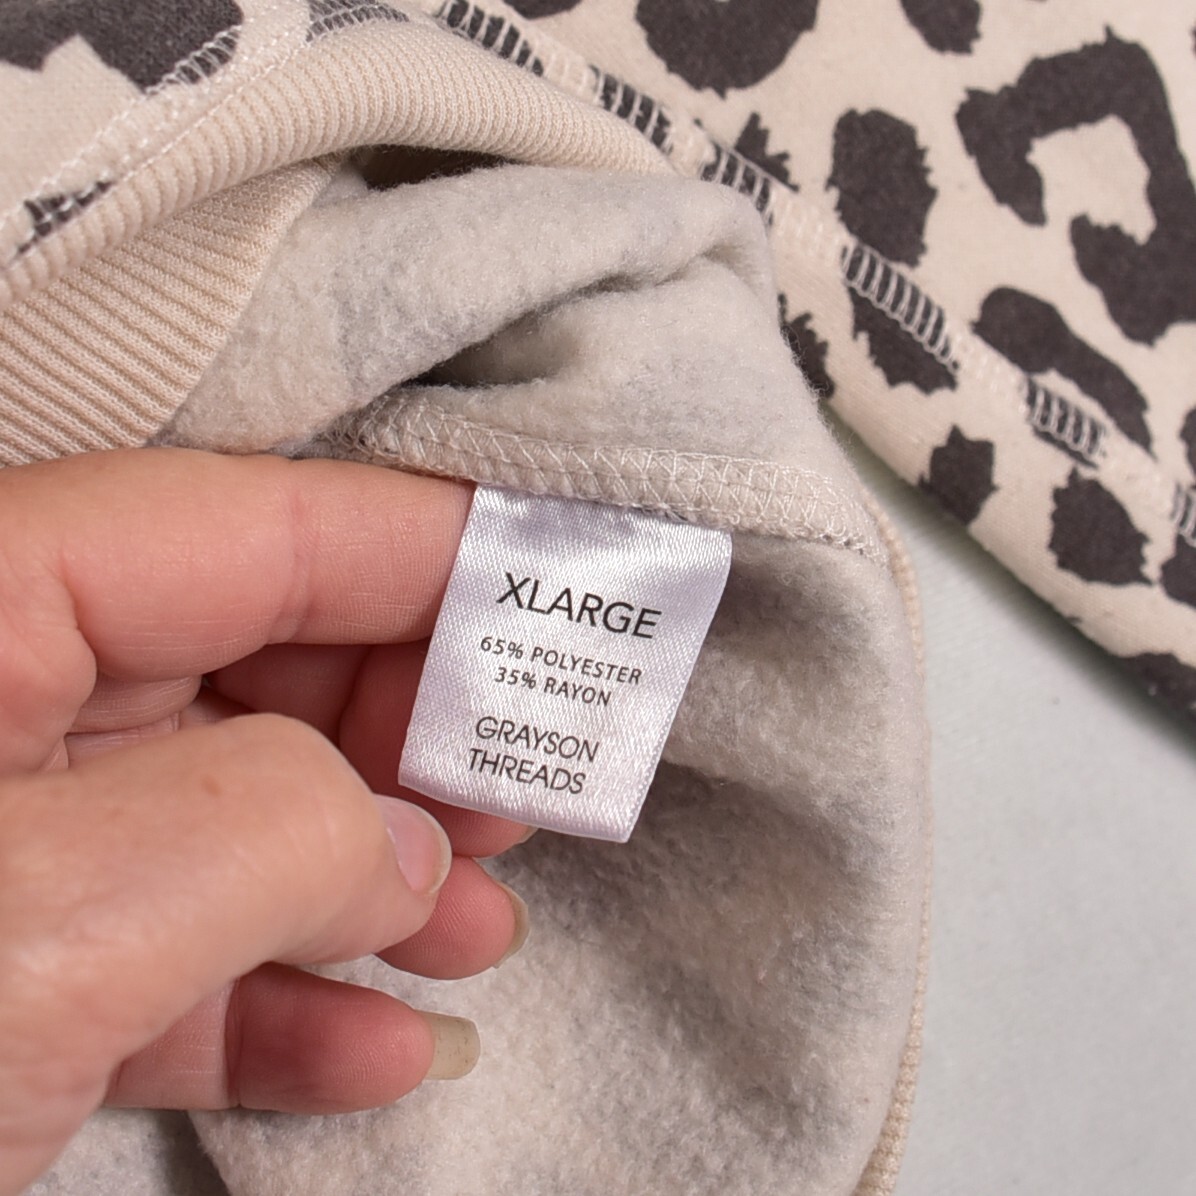 XLARGE
65% POLYESTER
35% RAYON
GRAYSON
THREADS